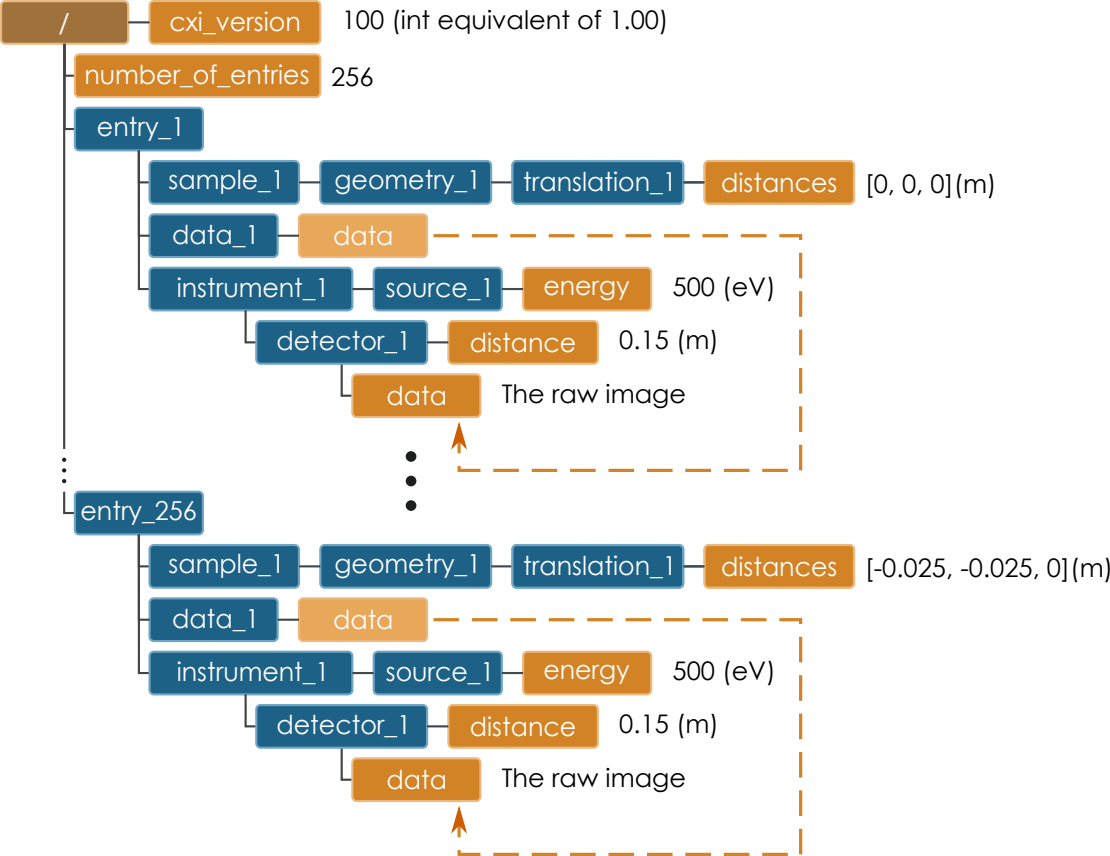 / cxi_version 100 (int equivalent of 1.00)
number_of_entries 256
entry_1
sample_1 geometry_1 translation_1 distances [0, 0, 0](m)
data_1 data
instrument_1 source_1 energy 500 (eV)
detector_1 distance 0.15 (m)
data The raw image
entry_256
sample_1 geometry_1 translation_1 distances [-0.025, -0.025, 0](m)
data_1 data
instrument_1 source_1 energy 500 (eV)
detector_1 distance 0.15 (m)
data The raw image